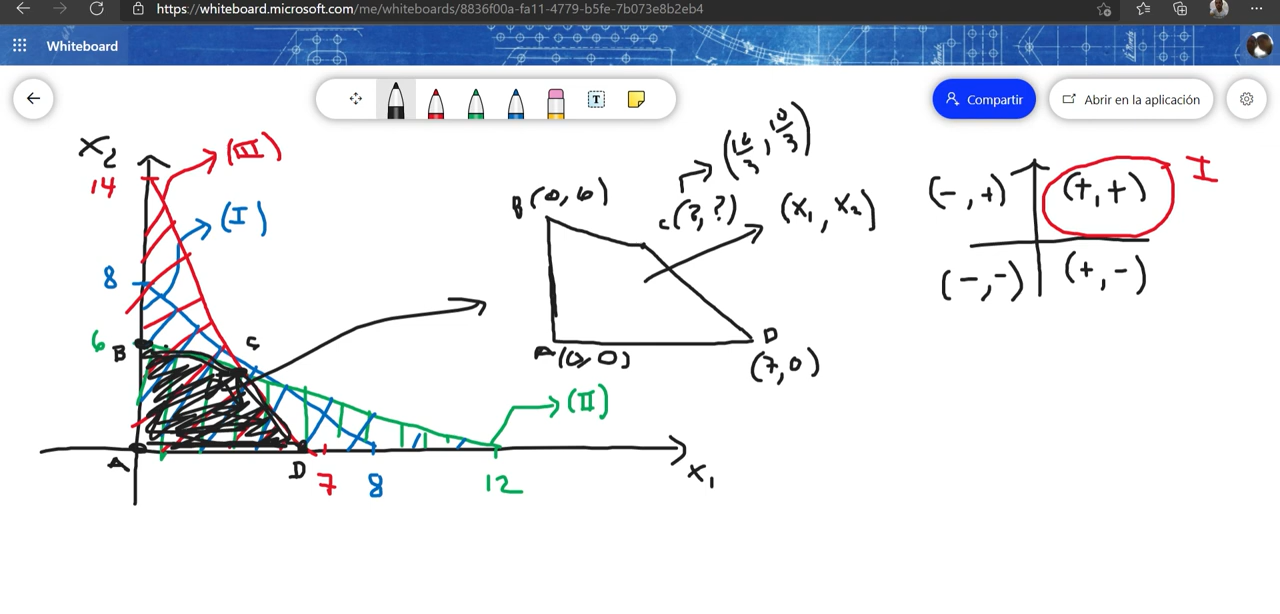 https://whiteboard.microsoft.com/me/whiteboards/8836f00a-fa11-4779-b5fe-7b073e8b2eb4
Whiteboard
T
Compartir
Abrir en la aplicación
x₂
14
(III)
(I)
8
6
B
C
A
D
7
8
12
(II)
x₁
B(0,6)
(16/3, 10/3)
C(?,?)
(x₁, x₂)
A(0,0)
D
(7,0)
(-,+)
(+,+)
I
(-,-)
(+,-)